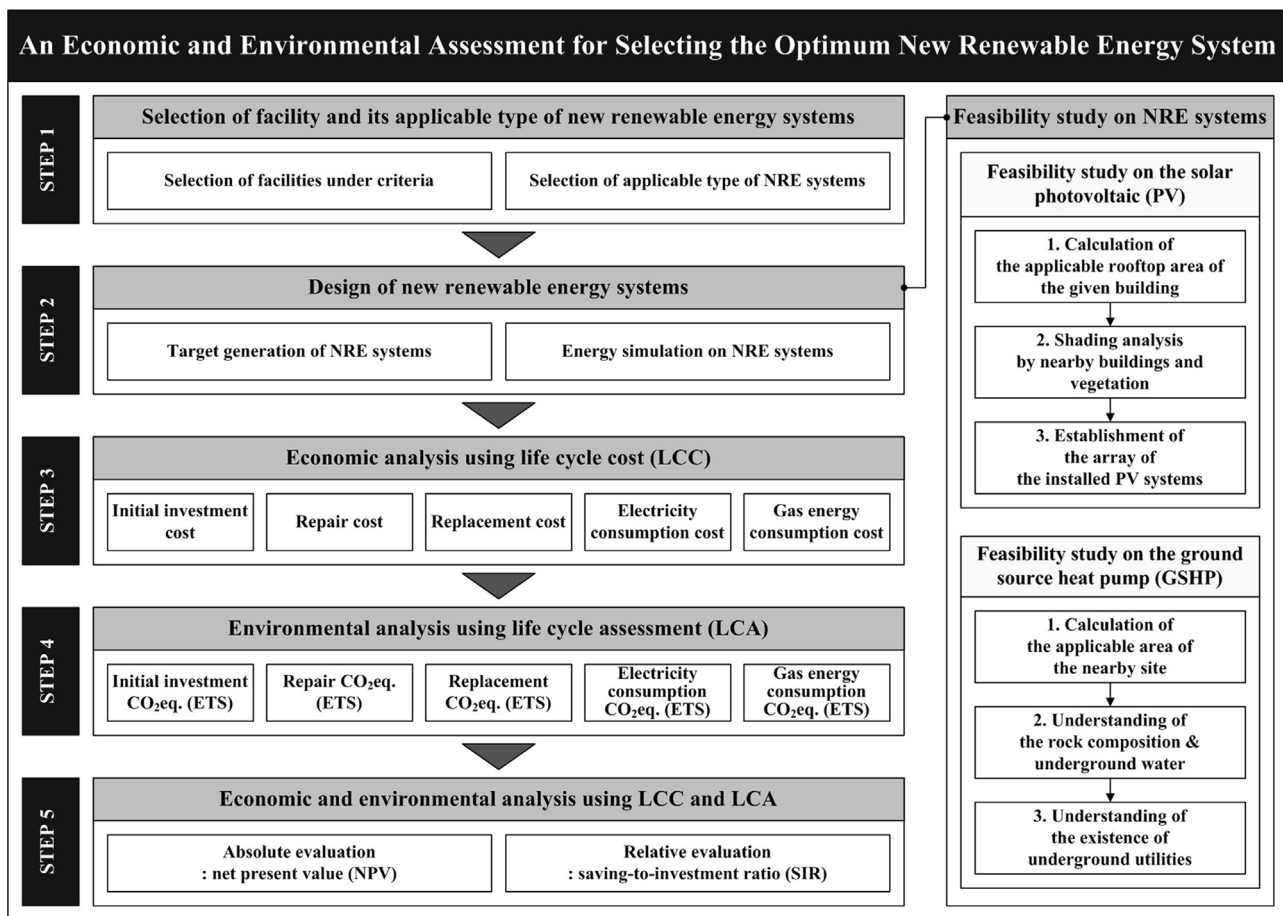 An Economic and Environmental Assessment for Selecting the Optimum New Renewable Energy System
STEP 1
Selection of facility and its applicable type of new renewable energy systems
Selection of facilities under criteria
Selection of applicable type of NRE systems
STEP 2
Design of new renewable energy systems
Target generation of NRE systems
Energy simulation on NRE systems
STEP 3
Economic analysis using life cycle cost (LCC)
Initial investment
cost
Repair cost
Replacement cost
Electricity
consumption cost
Gas energy
consumption cost
STEP 4
Environmental analysis using life cycle assessment (LCA)
Initial investment
CO₂eq. (ETS)
Repair CO₂eq.
(ETS)
Replacement
CO₂eq. (ETS)
Electricity
consumption
CO₂eq. (ETS)
Gas energy
consumption
CO₂eq. (ETS)
STEP 5
Economic and environmental analysis using LCC and LCA
Absolute evaluation
: net present value (NPV)
Relative evaluation
: saving-to-investment ratio (SIR)
Feasibility study on NRE systems
Feasibility study on the solar
photovoltaic (PV)
1. Calculation of
the applicable rooftop area of
the given building
2. Shading analysis
by nearby buildings and
vegetation
3. Establishment of
the array of
the installed PV systems
Feasibility study on the ground
source heat pump (GSHP)
1. Calculation of
the applicable area of
the nearby site
2. Understanding of
the rock composition &
underground water
3. Understanding of
the existence of
underground utilities